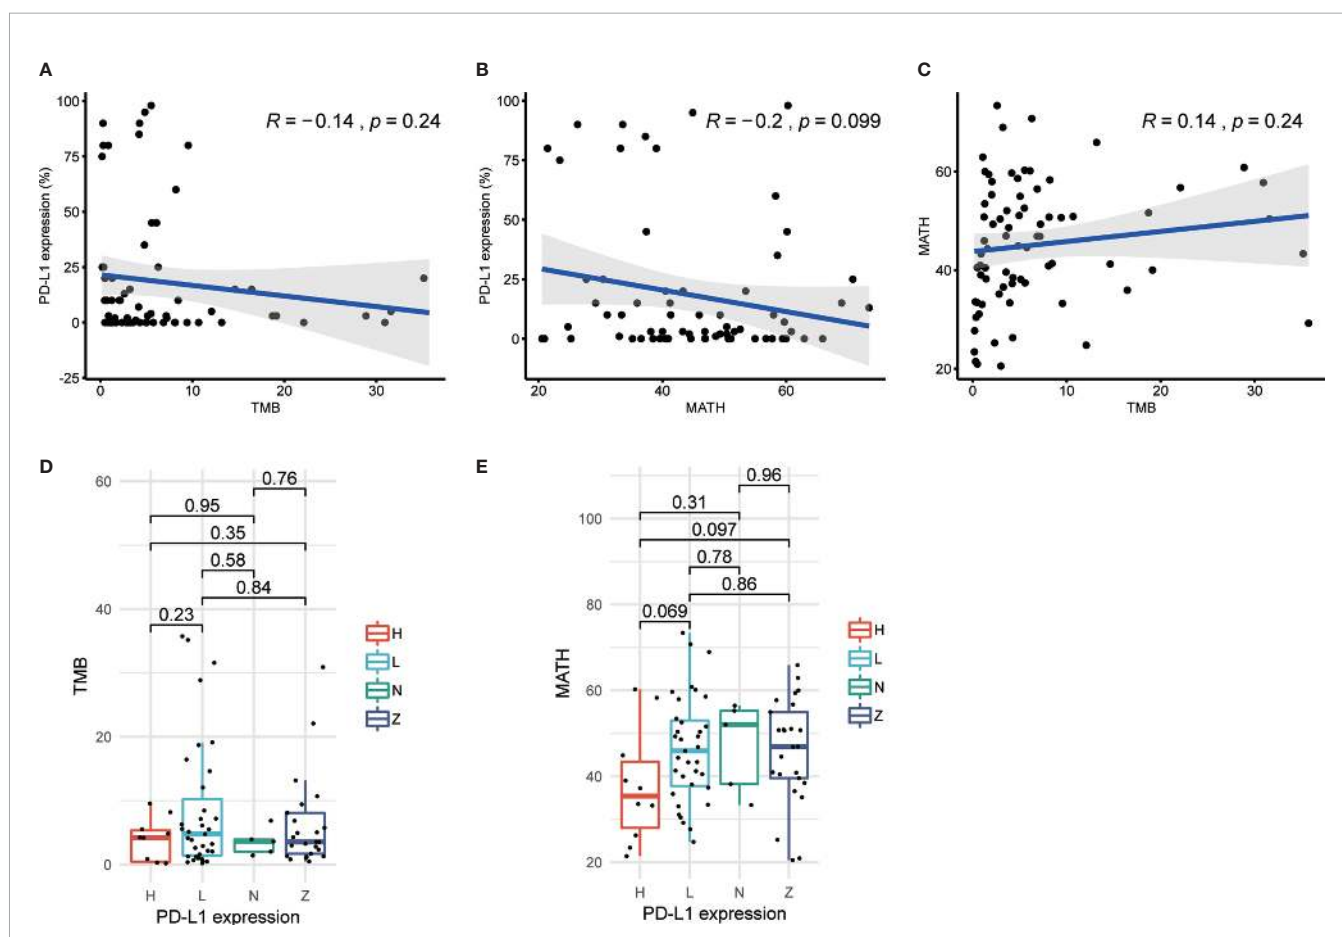 A
PD-L1 expression (%)
100
75
50
25
0
-25
R = −0.14 , p = 0.24
0
10
20
30
TMB
B
PD-L1 expression (%)
100
75
50
25
0
R = −0.2 , p = 0.099
20
40
60
MATH
C
MATH
60
40
20
R = 0.14 , p = 0.24
0
10
20
30
TMB
D
TMB
60
40
20
0
0.76
0.95
0.35
0.58
0.84
0.23
H
L
N
Z
PD-L1 expression
H
L
N
Z
E
MATH
100
80
60
40
20
0.96
0.31
0.097
0.78
0.86
0.069
H
L
N
Z
PD-L1 expression
H
L
N
Z